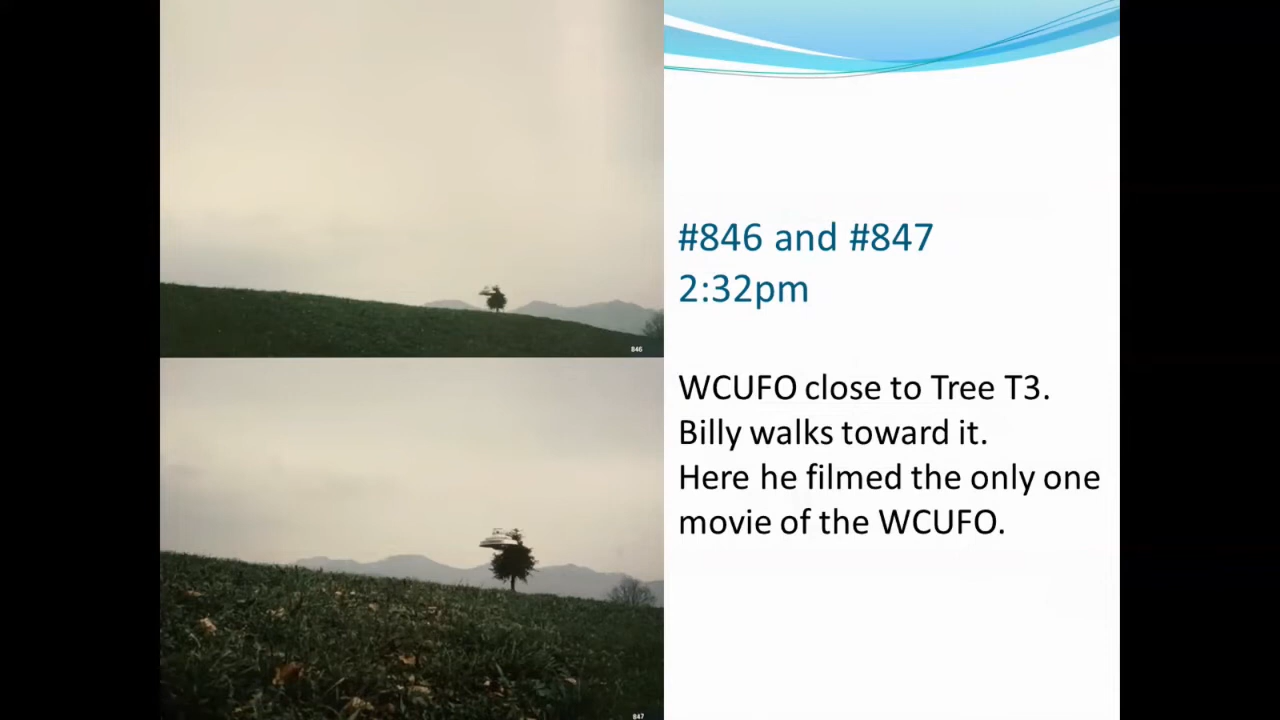 846
847
#846 and #847
2:32pm
WCUFO close to Tree T3.
Billy walks toward it.
Here he filmed the only one
movie of the WCUFO.